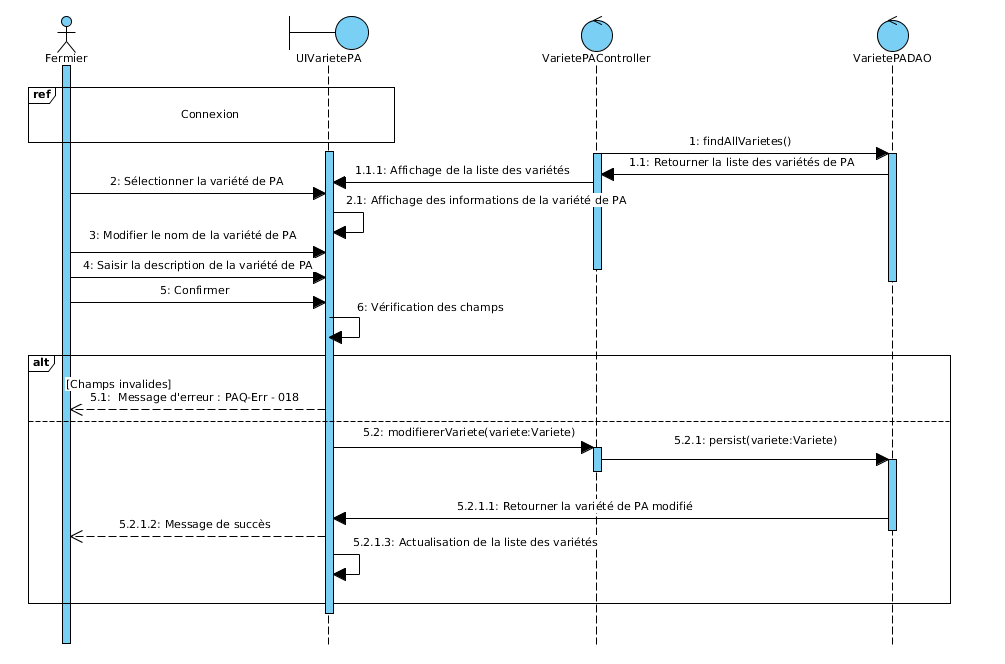 Fermier
UIVarietePA
VarietePAController
VarietePADAO
ref
Connexion
1: findAllVarietes()
1.1: Retourner la liste des variétés de PA
1.1.1: Affichage de la liste des variétés
2: Sélectionner la variété de PA
2.1: Affichage des informations de la variété de PA
3: Modifier le nom de la variété de PA
4: Saisir la description de la variété de PA
5: Confirmer
6: Vérification des champs
alt
[Champs invalides]
5.1: Message d'erreur : PAQ-Err - 018
5.2: modifiererVariete(variete:Variete)
5.2.1: persist(variete:Variete)
5.2.1.1: Retourner la variété de PA modifié
5.2.1.2: Message de succès
5.2.1.3: Actualisation de la liste des variétés